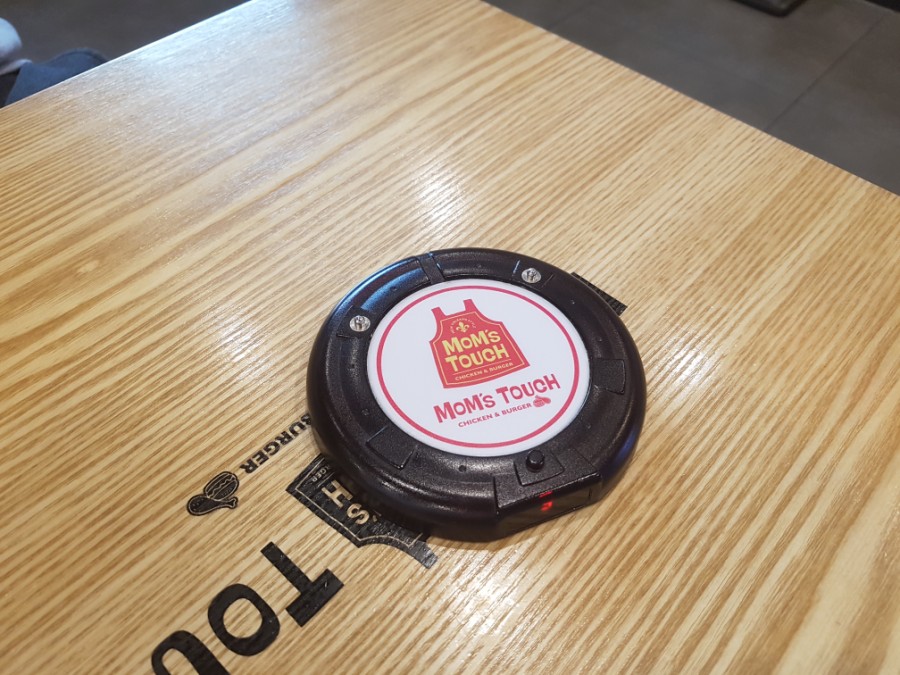 MOM'S
TOUCH
CHICKEN & BURGER
MOM'S TOUCH
CHICKEN & BURGER
BURGER
TOU